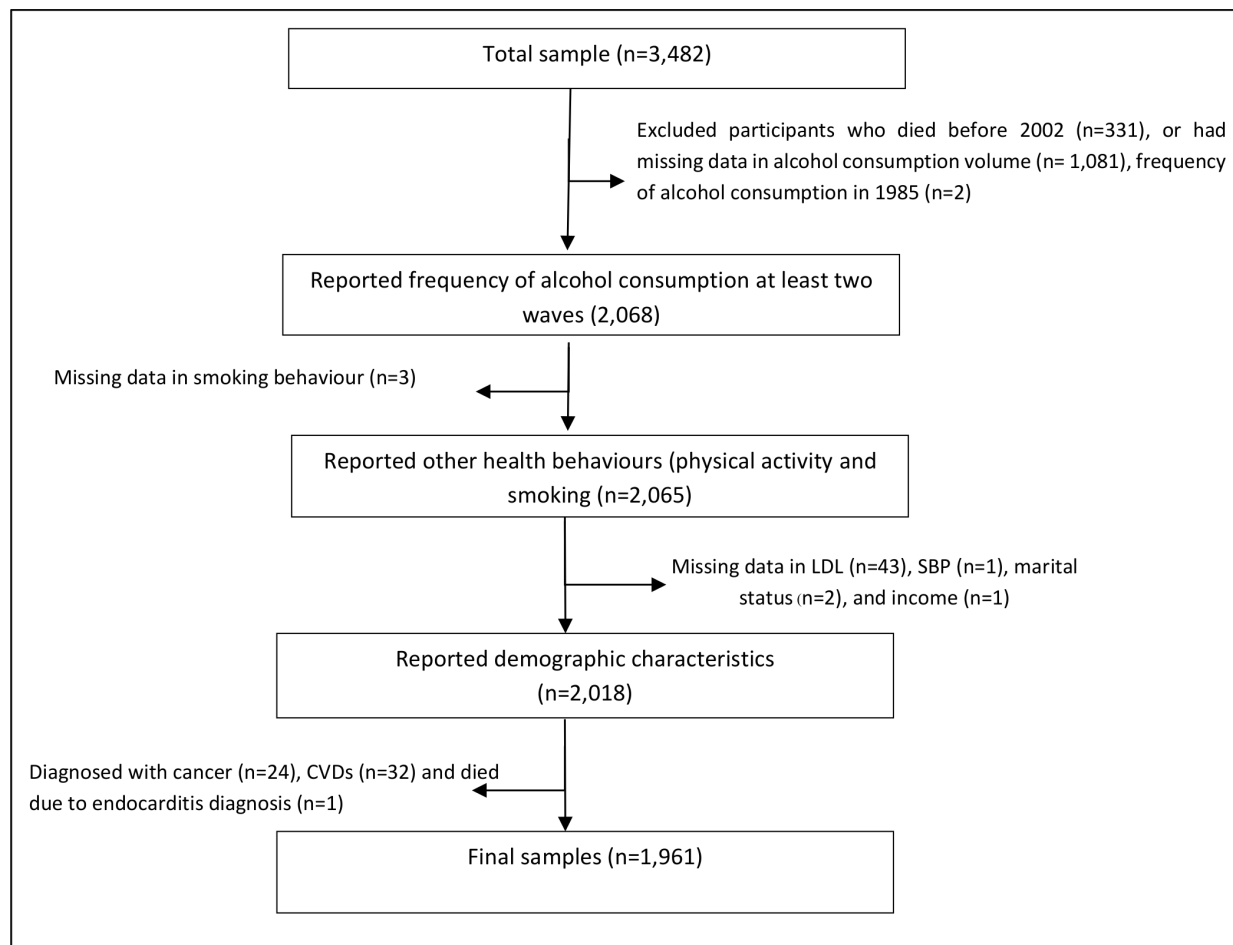 Total sample (n=3,482)
Excluded participants who died before 2002 (n=331), or had
missing data in alcohol consumption volume (n= 1,081), frequency
of alcohol consumption in 1985 (n=2)
Reported frequency of alcohol consumption at least two
waves (2,068)
Missing data in smoking behaviour (n=3)
Reported other health behaviours (physical activity and
smoking (n=2,065)
Missing data in LDL (n=43), SBP (n=1), marital
status (n=2), and income (n=1)
Reported demographic characteristics
(n=2,018)
Diagnosed with cancer (n=24), CVDs (n=32) and died
due to endocarditis diagnosis (n=1)
Final samples (n=1,961)